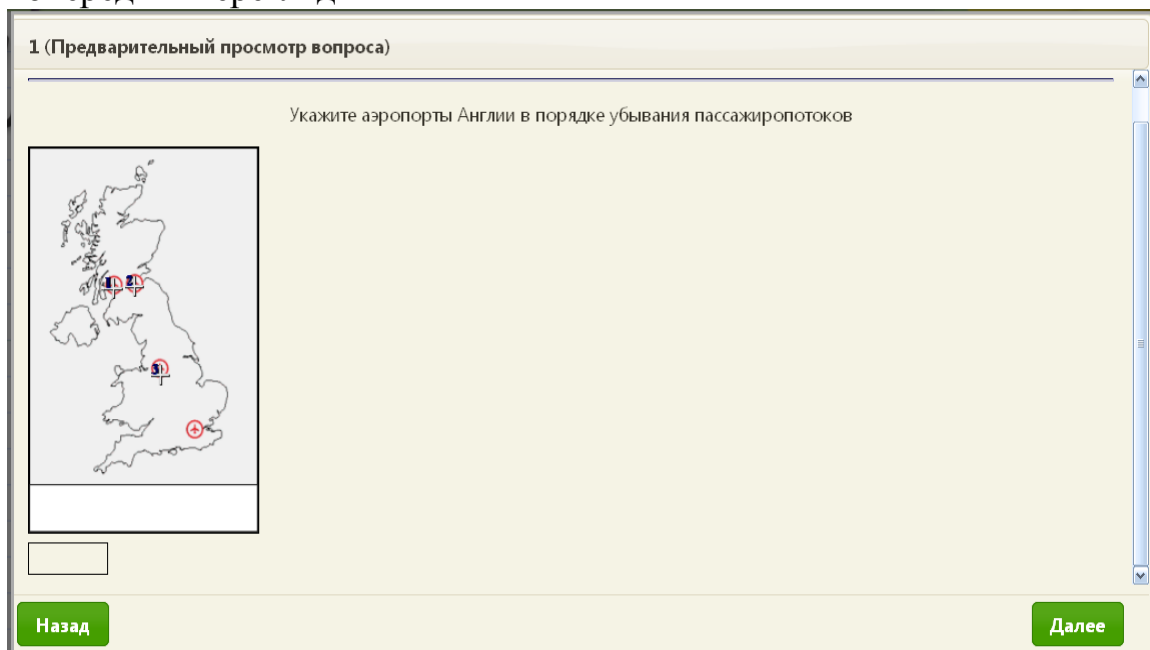 1 (Предварительный просмотр вопроса)
Укажите аэропорты Англии в порядке убывания пассажиропотоков
1 2
3
Назад
Далее